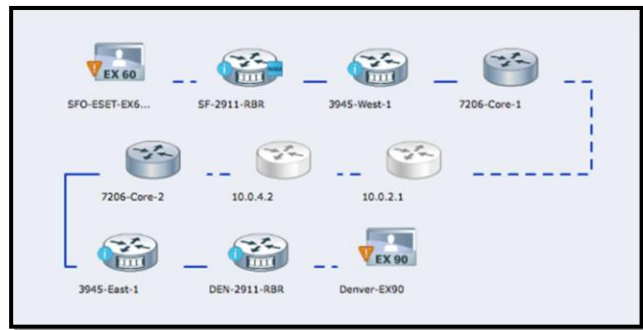 EX 60
NAM
SFO-ESET-EX6...
SF-2911-RBR
3945-West-1
7206-Core-1
7206-Core-2
10.0.4.2
10.0.2.1
EX 90
3945-East-1
DEN-2911-RBR
Denver-EX90